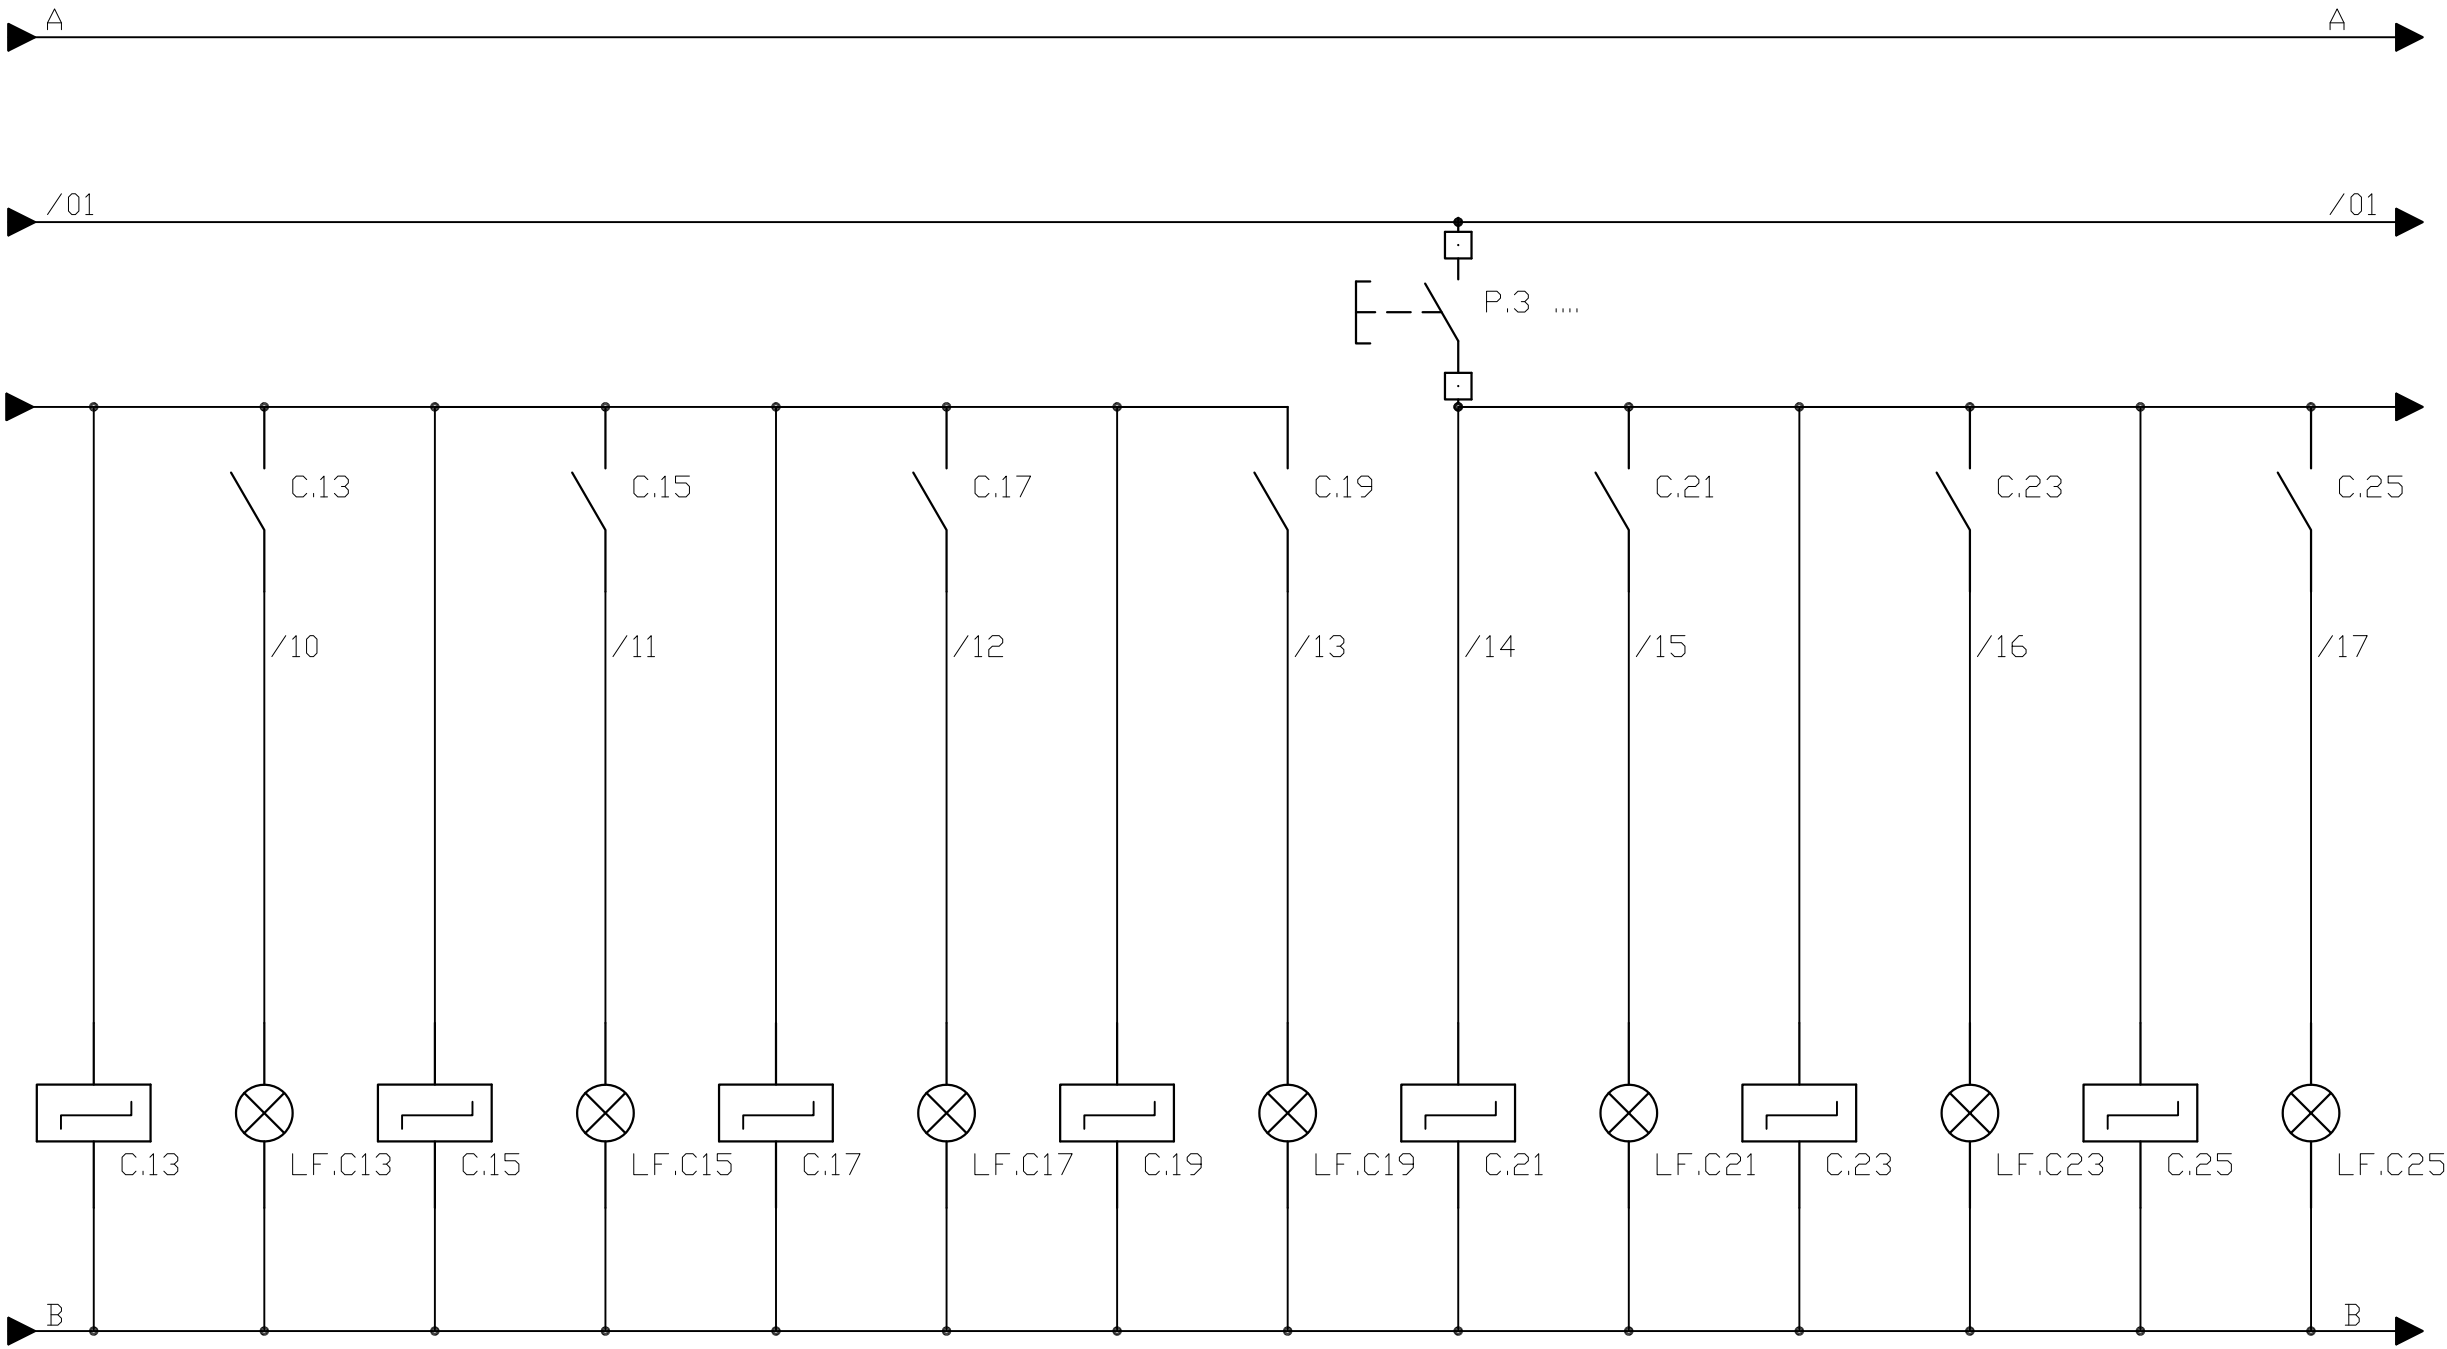 A A
/01 /01
P.3 ....
C.13 C.15 C.17 C.19 C.21 C.23 C.25
/10 /11 /12 /13 /14 /15 /16 /17
C.13 LF.C13 C.15 LF.C15 C.17 LF.C17 C.19 LF.C19 C.21 LF.C21 C.23 LF.C23 C.25 LF.C25
B B